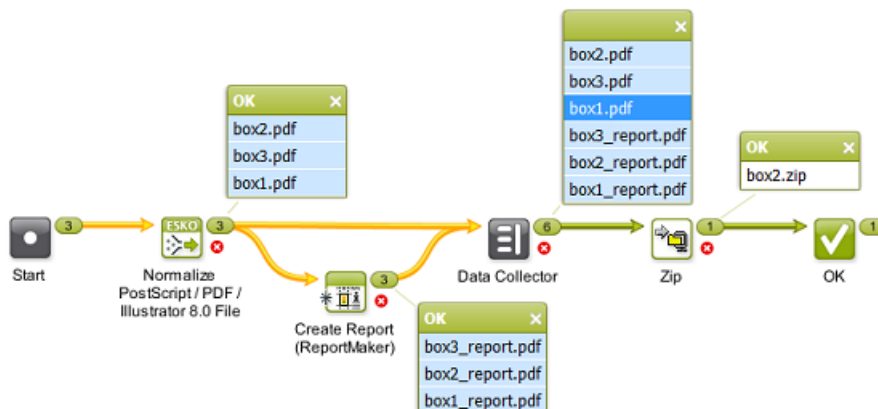 box2.pdf
box3.pdf
box1.pdf
box3_report.pdf
box2_report.pdf
box1_report.pdf
OK
box2.pdf
box3.pdf
box1.pdf
OK
box2.zip
3
ESKO
3
6
1
1
Start
Normalize
PostScript / PDF /
Illustrator 8.0 File
Data Collector
Zip
OK
3
Create Report
(ReportMaker)
OK
box3_report.pdf
box2_report.pdf
box1_report.pdf